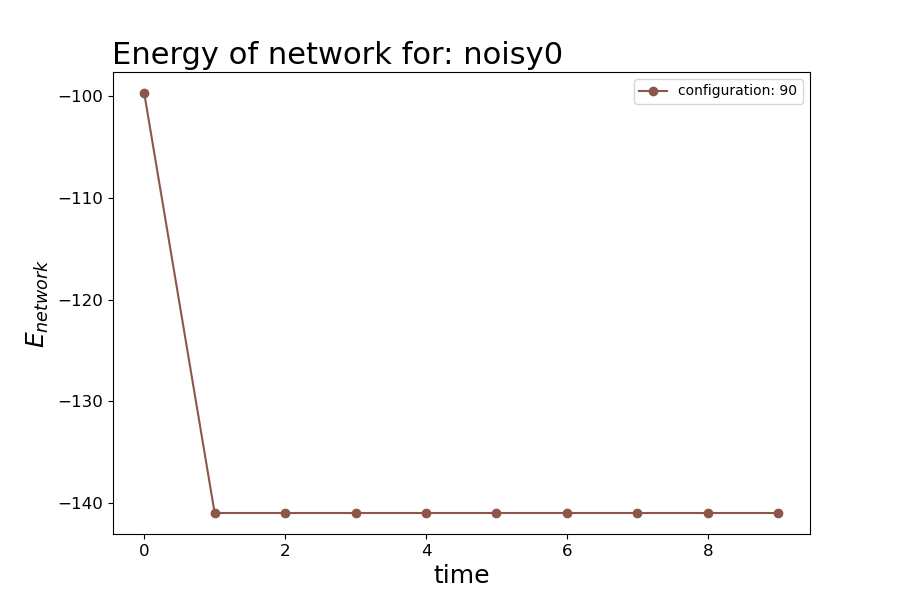 Energy of network for: noisy0
configuration: 90
−100
−110
−120
−130
−140
E_network
0 2 4 6 8
time